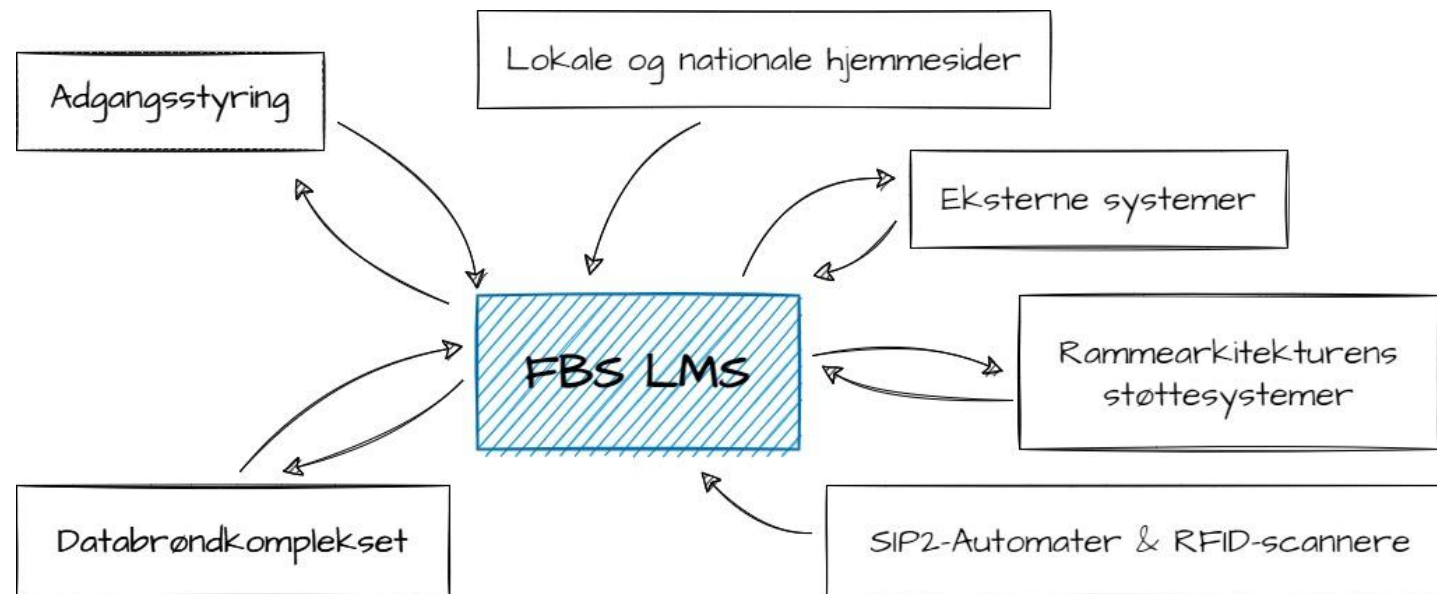 Lokale og nationale hjemmesider
Adgangsstyring
Eksterne systemer
FBS LMS
Rammearkitekturens
støttesystemer
Databrøndkomplekset
SIP2-Automater & RFID-scannere